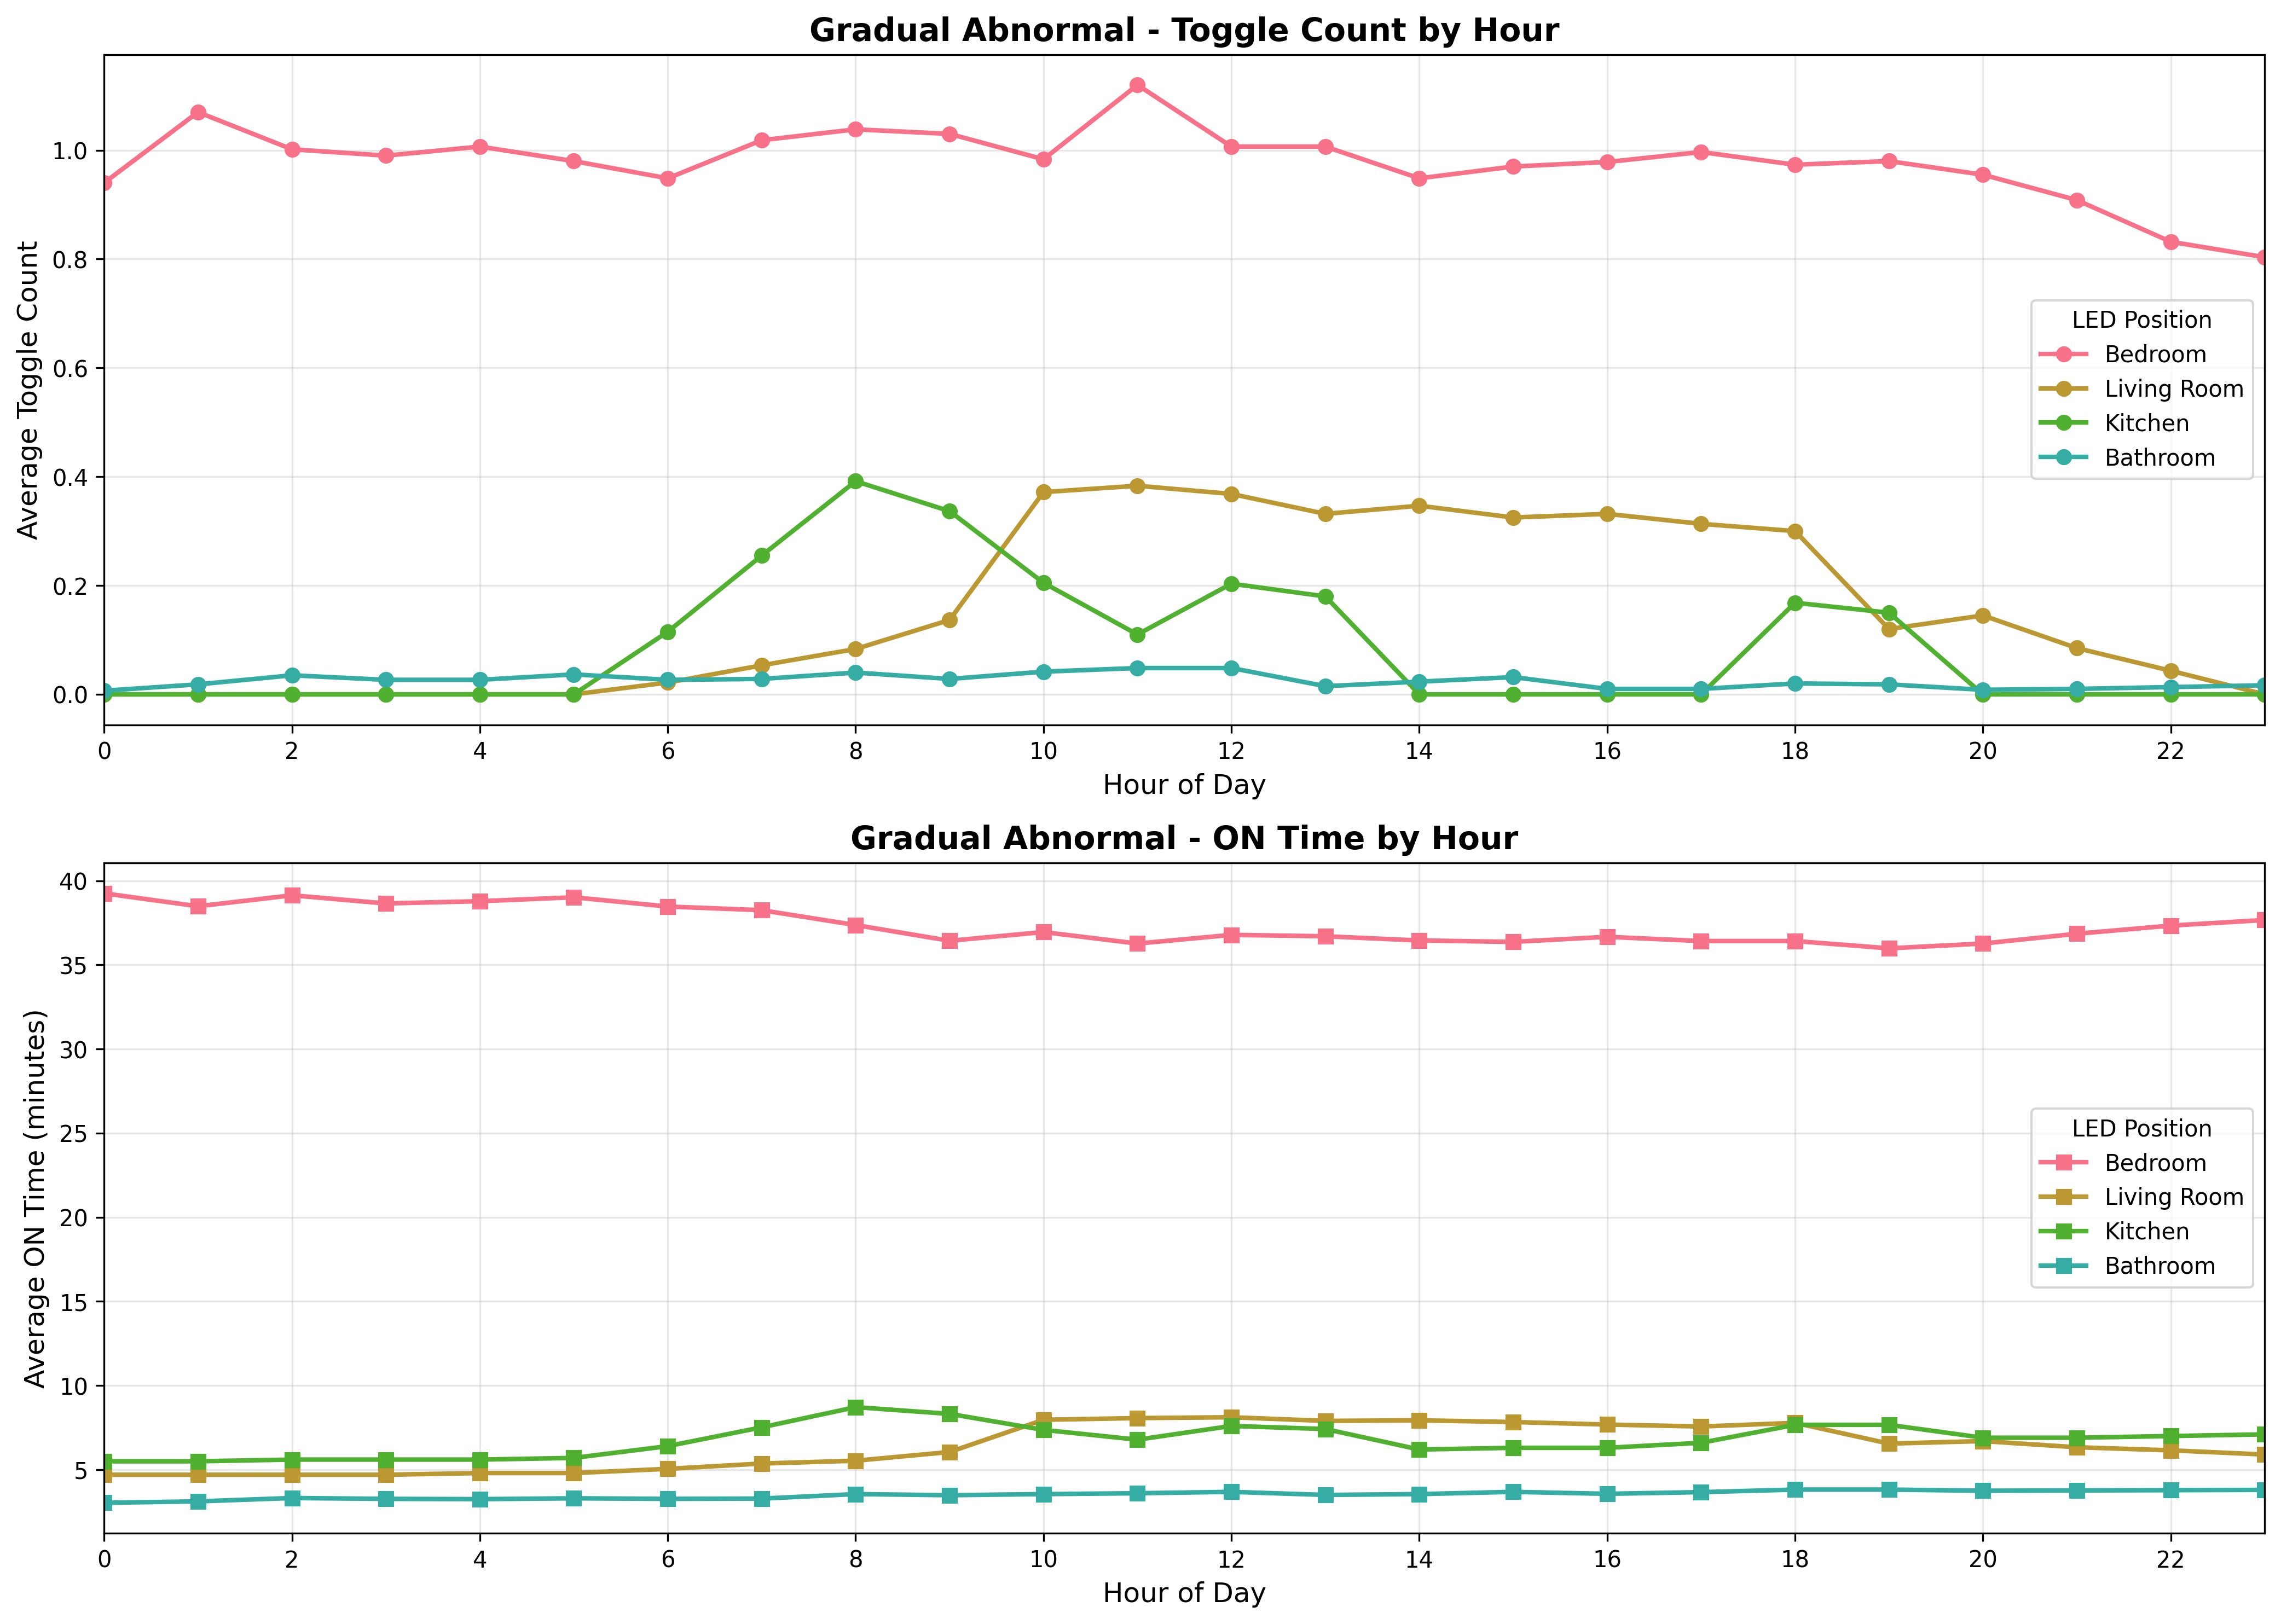 Gradual Abnormal - Toggle Count by Hour
Average Toggle Count
1.0
0.8
0.6
0.4
0.2
0.0
LED Position
Bedroom
Living Room
Kitchen
Bathroom
0 2 4 6 8 10 12 14 16 18 20 22
Hour of Day
Gradual Abnormal - ON Time by Hour
Average ON Time (minutes)
40
35
30
25
20
15
10
5
LED Position
Bedroom
Living Room
Kitchen
Bathroom
0 2 4 6 8 10 12 14 16 18 20 22
Hour of Day